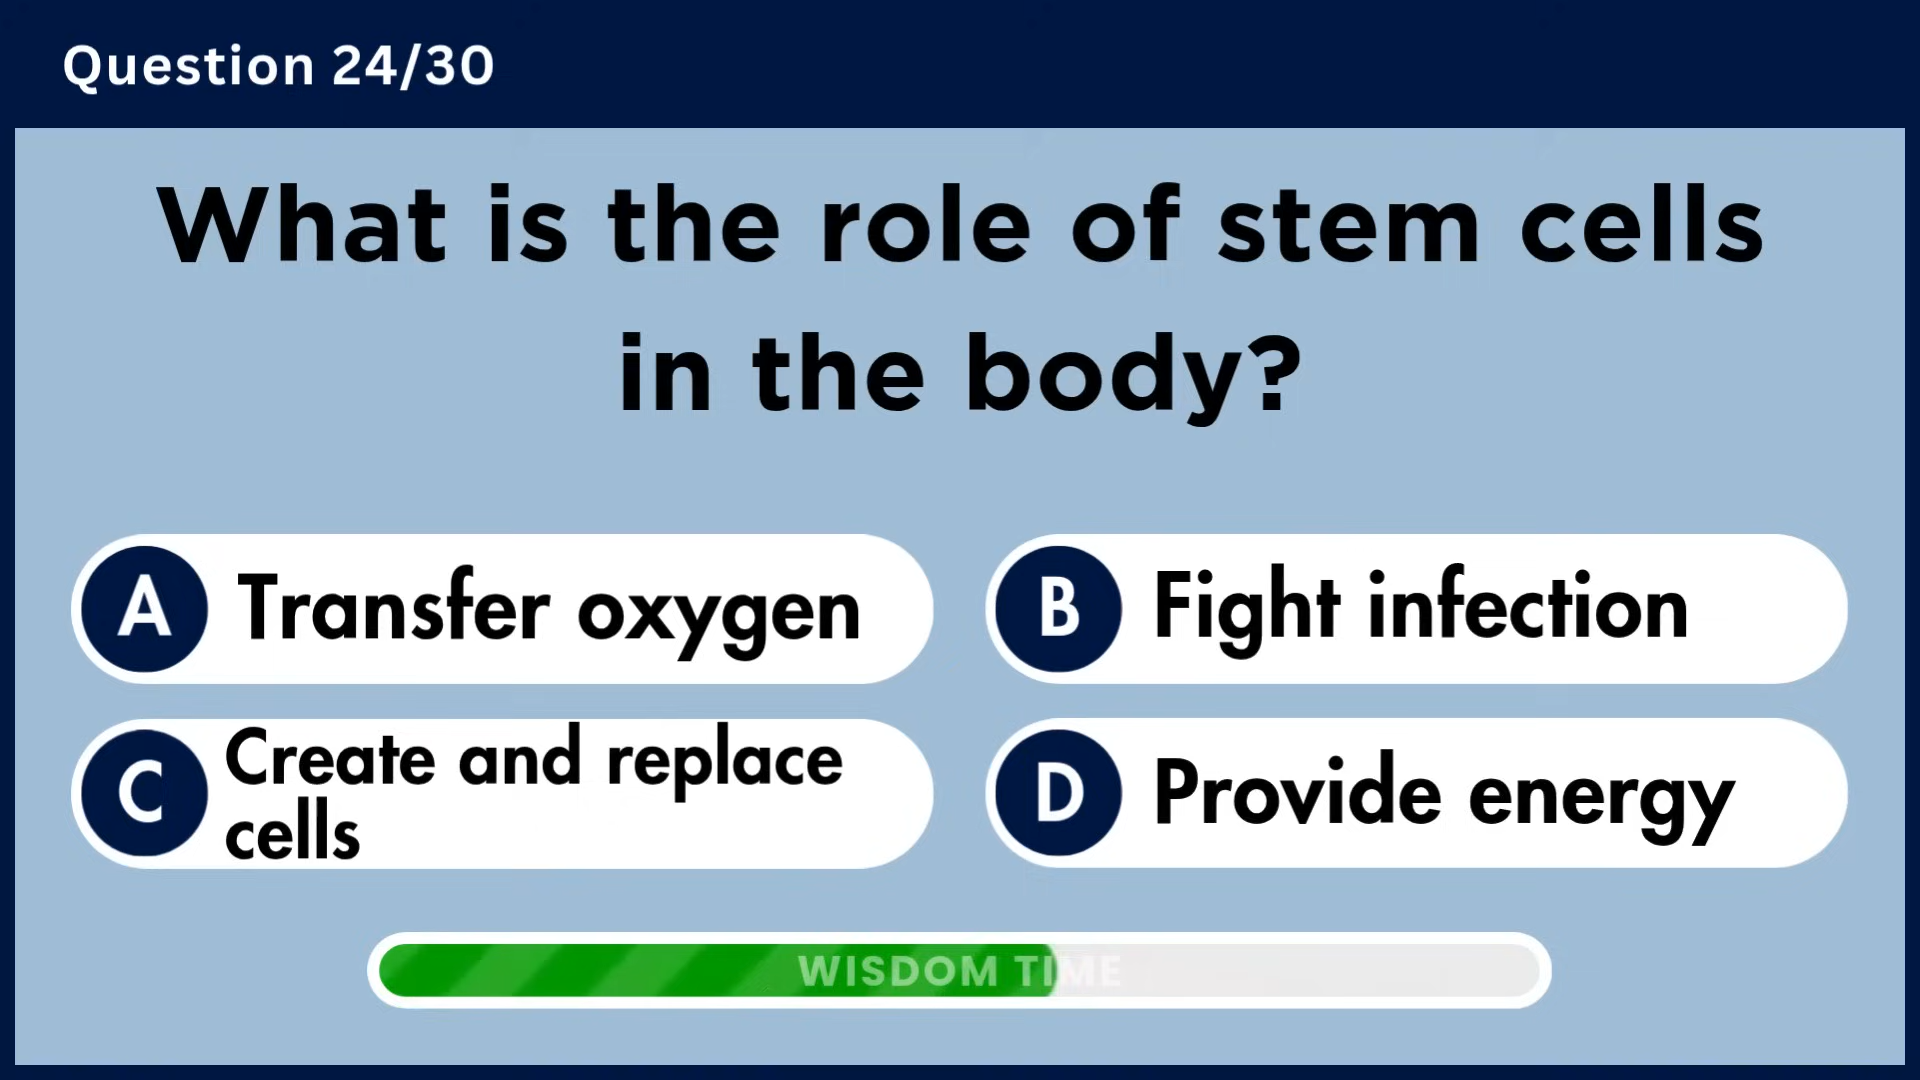 Question 24/30
What is the role of stem cells
in the body?
A Transfer oxygen
B Fight infection
C Create and replace
cells
D Provide energy
WISDOM TIME